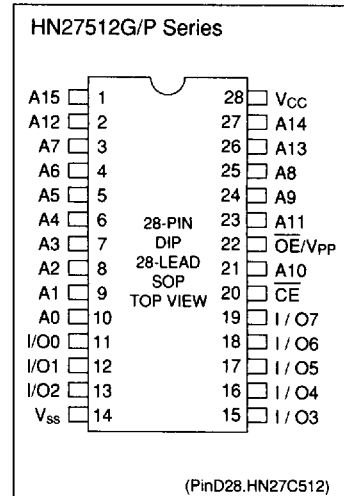 HN27512G/P Series
A15 1 28 VCC
A12 2 27 A14
A7 3 26 A13
A6 4 25 A8
A5 5 24 A9
A4 6 23 A11
A3 7 22 OE/VPP
A2 8 21 A10
A1 9 20 CE
A0 10 19 I/O7
I/O0 11 18 I/O6
I/O1 12 17 I/O5
I/O2 13 16 I/O4
Vss 14 15 I/O3
28-PIN
DIP
28-LEAD
SOP
TOP VIEW
(PinD28.HN27C512)